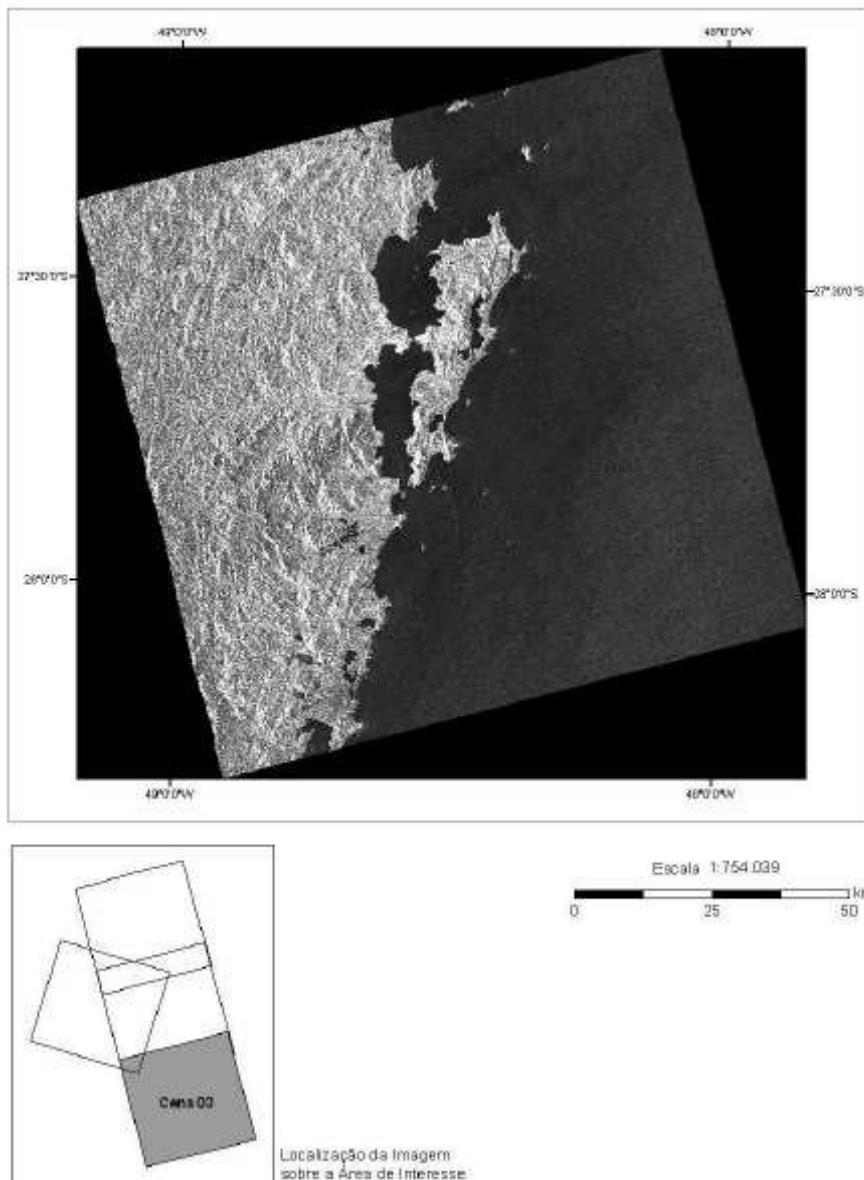 49°0'0"W 48°0'0"W
27°30'0"S 27°30'0"S
28°0'0"S 28°0'0"S
49°0'0"W 48°0'0"W
Escala 1:754.039
0 25 50
Cena 03
Localização da Imagem
sobre a Área de Interesse